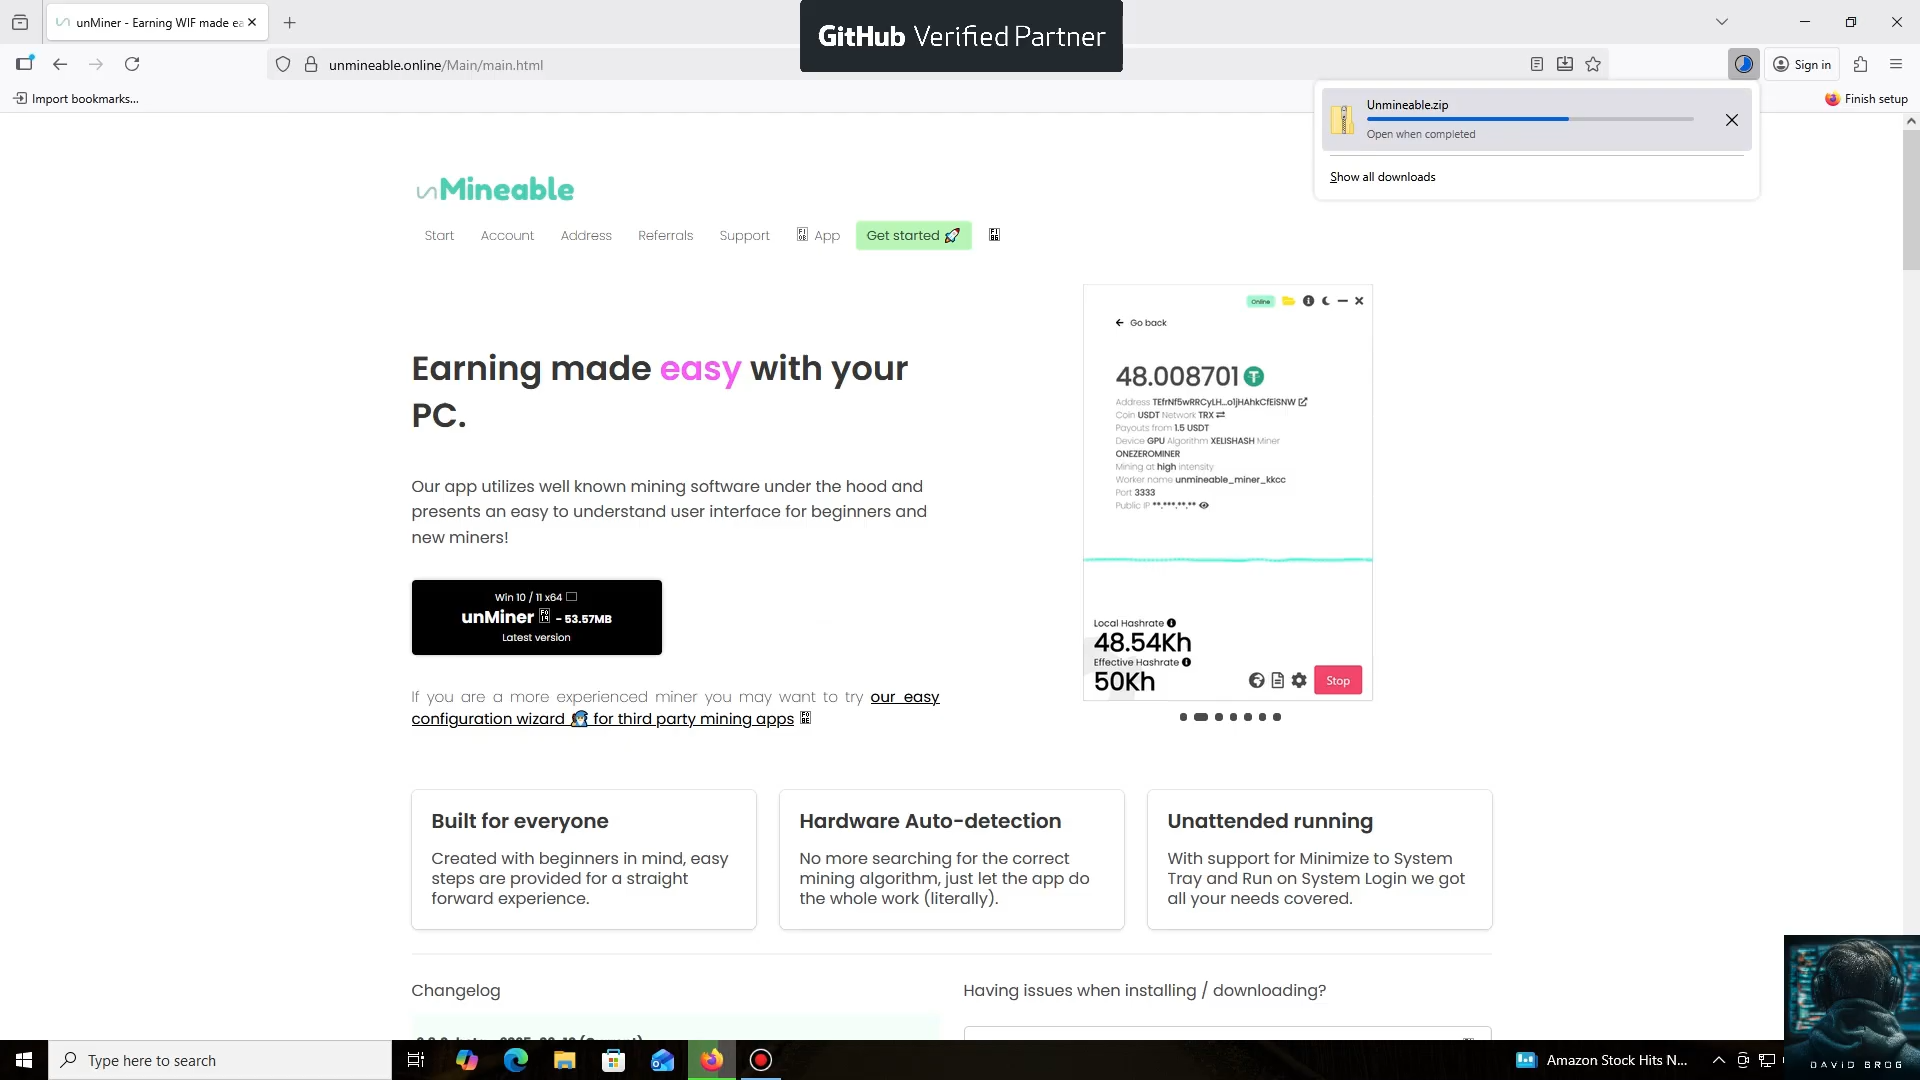 unMiner - Earning WIF made ea
GitHub Verified Partner
unmineable.online/Main/main.html
Sign in
Import bookmarks...
Finish setup
Unmineable.zip
Open when completed
Show all downloads
unMineable
Start
Account
Address
Referrals
Support
App
Get started 🚀
Online
Go back
48.008701
Address TEfrNf5wRRCyLH...o1jHAhkCfEiSNW
Coin USDT Network TRX
Payouts from 1.5 USDT
Device GPU Algorithm XELISHASH Miner
ONEZEROMINER
Mining at high intensity
Worker name unmineable_miner_kkcc
Port 3333
Public IP **.***.**.**
Local Hashrate
48.54Kh
Effective Hashrate
50Kh
Stop
Earning made easy with your
PC.
Our app utilizes well known mining software under the hood and
presents an easy to understand user interface for beginners and
new miners!
Win 10 / 11 x64
unMiner - 53.57MB
Latest version
If you are a more experienced miner you may want to try our easy
configuration wizard for third party mining apps
Built for everyone
Created with beginners in mind, easy
steps are provided for a straight
forward experience.
Hardware Auto-detection
No more searching for the correct
mining algorithm, just let the app do
the whole work (literally).
Unattended running
With support for Minimize to System
Tray and Run on System Login we got
all your needs covered.
Changelog
Having issues when installing / downloading?
Type here to search
Amazon Stock Hits N...
DAVID BROG